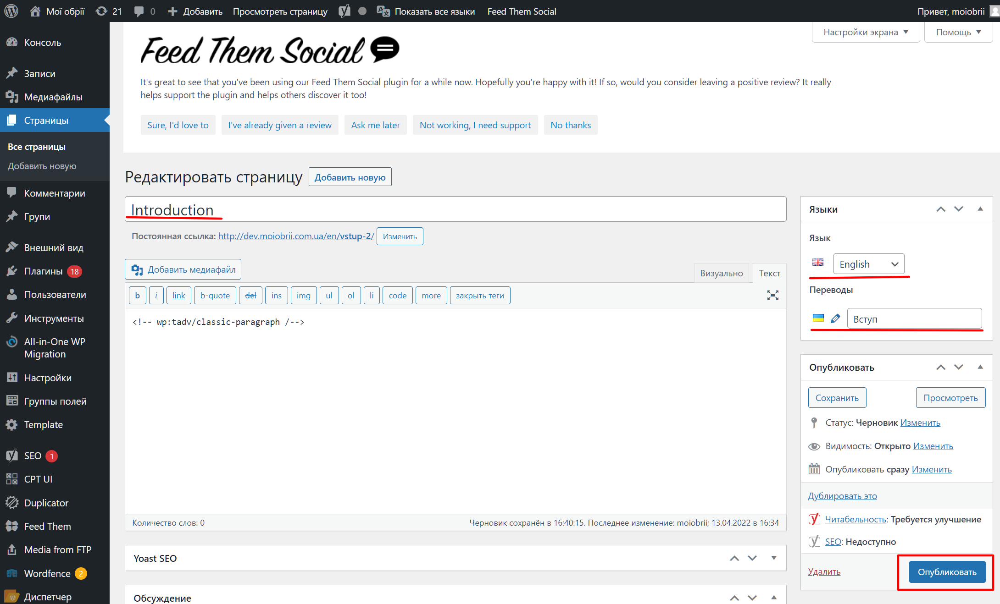 Мої обрії 21 0 Добавить Просмотреть страницу Показать все языки Feed Them Social Привет, moiobrii
Консоль
Записи
Медиафайлы
Страницы
Все страницы
Добавить новую
Комментарии
Групи
Внешний вид
Плагины 18
Пользователи
Инструменты
All-in-One WP
Migration
Настройки
Группы полей
Template
SEO 1
CPT UI
Duplicator
Feed Them
Media from FTP
Wordfence 2
Диспетчер
Настройки экрана Помощь
Feed Them Social
It's great to see that you've been using our Feed Them Social plugin for a while now. Hopefully you're happy with it! If so, would you consider leaving a positive review? It really
helps support the plugin and helps others discover it too!
Sure, I'd love to I've already given a review Ask me later Not working, I need support No thanks
Редактировать страницу Добавить новую
Introduction
Постоянная ссылка: http://dev.moiobrii.com.ua/en/vstup-2/ Изменить
Добавить медиафайл Визуально Текст
b i link b-quote del ins img ul ol li code more закрыть теги
<!-- wp:tadv/classic-paragraph /-->
Количество слов: 0 Черновик сохранён в 16:40:15. Последнее изменение: moiobrii; 13.04.2022 в 16:34
Yoast SEO
Обсуждение
Языки
Язык
English
Переводы
Вступ
Опубликовать
Сохранить Просмотреть
Статус: Черновик Изменить
Видимость: Открыто Изменить
Опубликовать сразу Изменить
Дублировать это
Читабельность: Требуется улучшение
SEO: Недоступно
Удалить Опубликовать